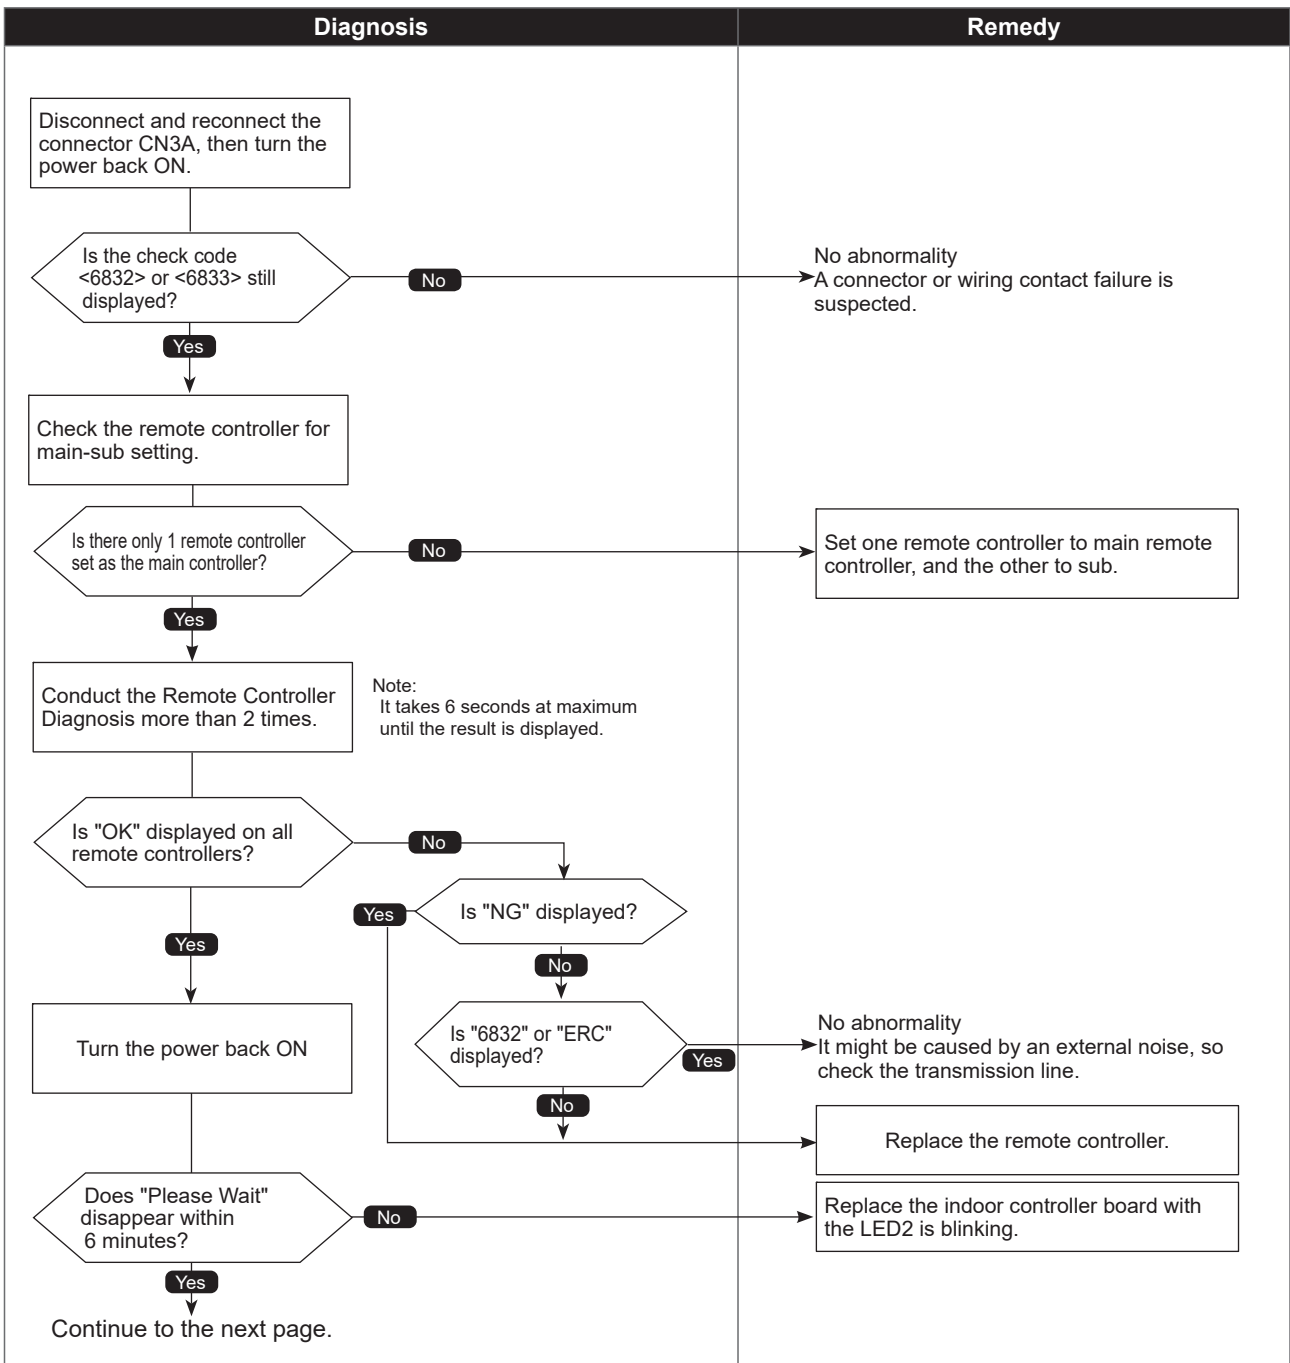 Diagnosis
Remedy
Disconnect and reconnect the
connector CN3A, then turn the
power back ON.
Is the check code
<6832> or <6833> still
displayed?
No
No abnormality
A connector or wiring contact failure is
suspected.
Yes
Check the remote controller for
main-sub setting.
Is there only 1 remote controller
set as the main controller?
No
Set one remote controller to main remote
controller, and the other to sub.
Yes
Conduct the Remote Controller
Diagnosis more than 2 times.
Note:
It takes 6 seconds at maximum
until the result is displayed.
Is "OK" displayed on all
remote controllers?
No
Is "NG" displayed?
Yes
Yes
No
Turn the power back ON
Is "6832" or "ERC"
displayed?
Yes
No abnormality
It might be caused by an external noise, so
check the transmission line.
No
Replace the remote controller.
Does "Please Wait"
disappear within
6 minutes?
No
Replace the indoor controller board with
the LED2 is blinking.
Yes
Continue to the next page.